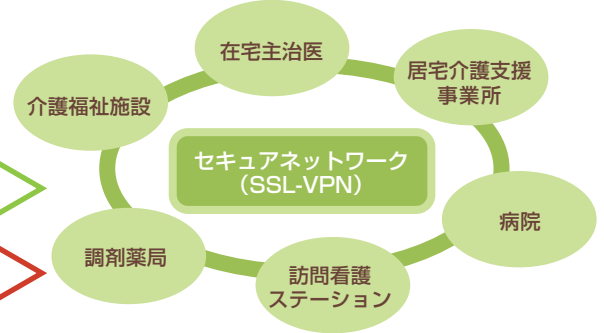 在宅主治医
居宅介護支援
事業所
介護福祉施設
セキュアネットワーク
（SSL-VPN）
病院
調剤薬局
訪問看護
ステーション